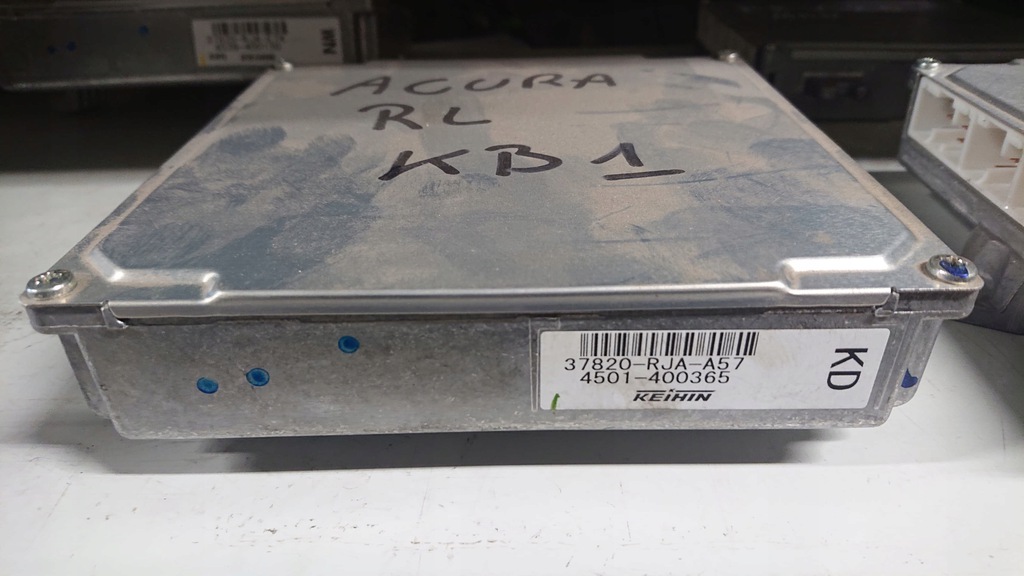 ACURA
RL
KB1
37820-RJA-A57
4501-400365
KEIHIN
KD